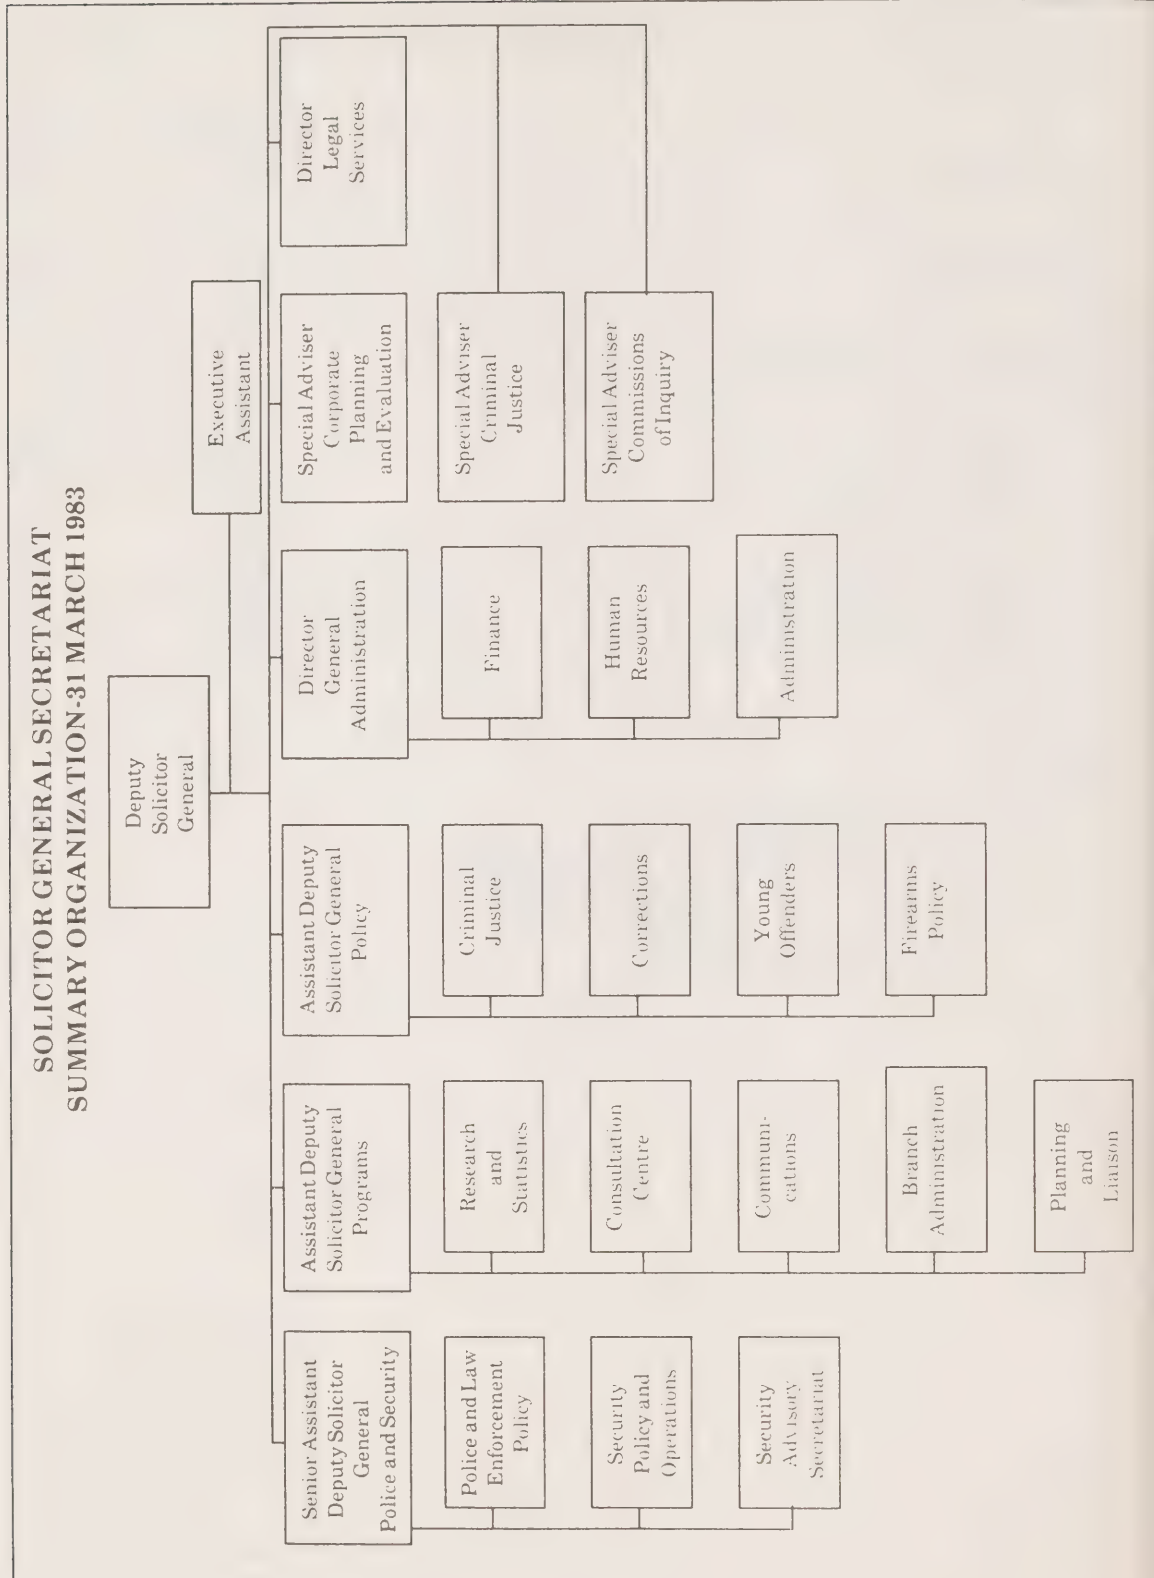 SOLICITOR GENERAL SECRETARIAT
SUMMARY ORGANIZATION-31 MARCH 1983
Deputy
Solicitor
General
Executive
Assistant
Senior Assistant
Deputy Solicitor
General
Police and Security
Police and Law
Enforcement
Policy
Security
Policy and
Operations
Security
Advisory
Secretariat
Assistant Deputy
Solicitor General
Programs
Research
and
Statistics
Consultation
Centre
Communi-
cations
Branch
Administration
Planning
and
Liaison
Assistant Deputy
Solicitor General
Policy
Criminal
Justice
Corrections
Young
Offenders
Firearms
Policy
Director
General
Administration
Finance
Human
Resources
Administration
Special Adviser
Corporate
Planning
and Evaluation
Special Adviser
Criminal
Justice
Special Adviser
Commissions
of Inquiry
Director
Legal
Services